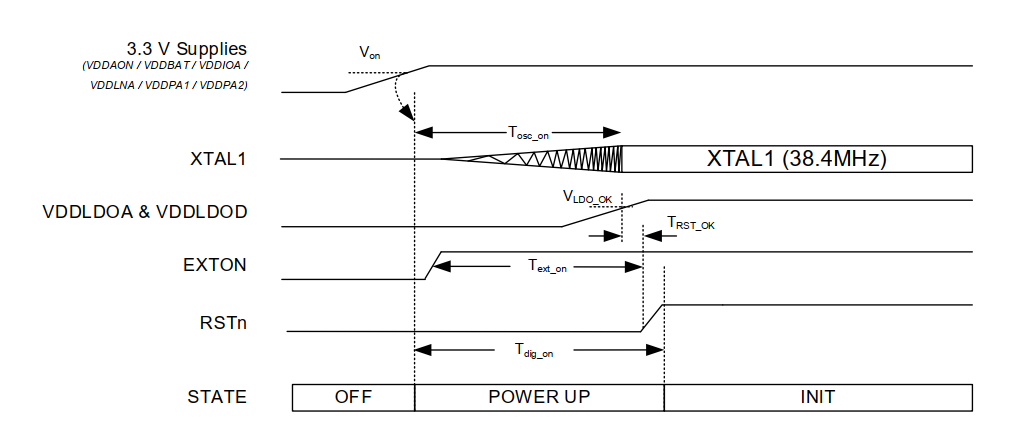 3.3 V Supplies
(VDDAON / VDDBAT / VDDIOA /
VDDLNA / VDDPA1 / VDDPA2)
Von
Tosc_on
XTAL1
XTAL1 (38.4MHz)
VLDO_OK
VDDLDOA & VDDLDOD
TRST_OK
EXTON
Text_on
RSTn
Tdig_on
STATE
OFF
POWER UP
INIT